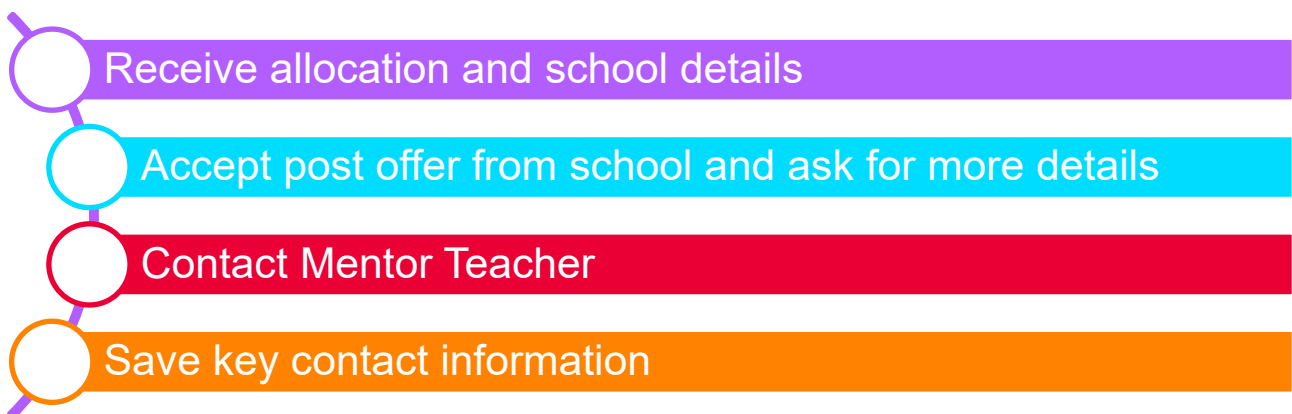 Receive allocation and school details
Accept post offer from school and ask for more details
Contact Mentor Teacher
Save key contact information